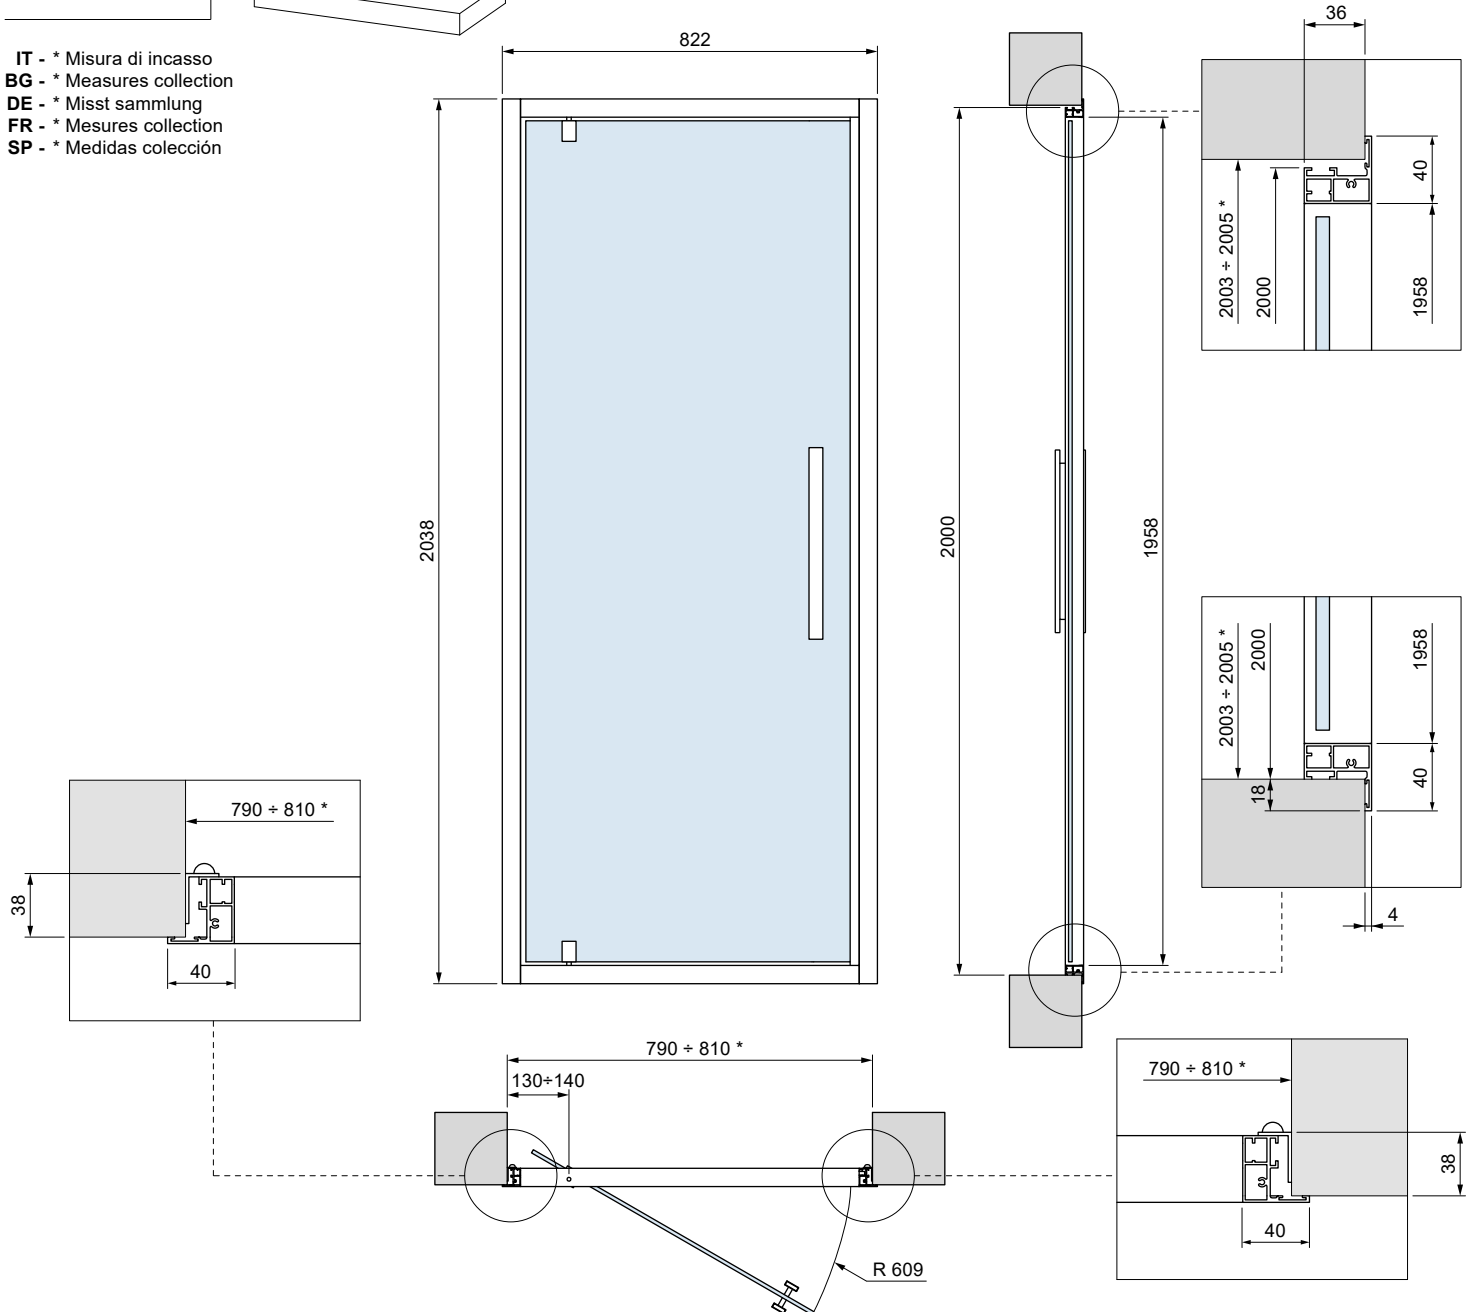 IT - * Misura di incasso
BG - * Measures collection
DE - * Misst sammlung
FR - * Mesures collection
SP - * Medidas colección
822
2038
2000
1958
36
40
2003 ÷ 2005 *
2000
1958
2003 ÷ 2005 *
2000
1958
18
40
4
790 ÷ 810 *
38
40
790 ÷ 810 *
130÷140
R 609
790 ÷ 810 *
38
40